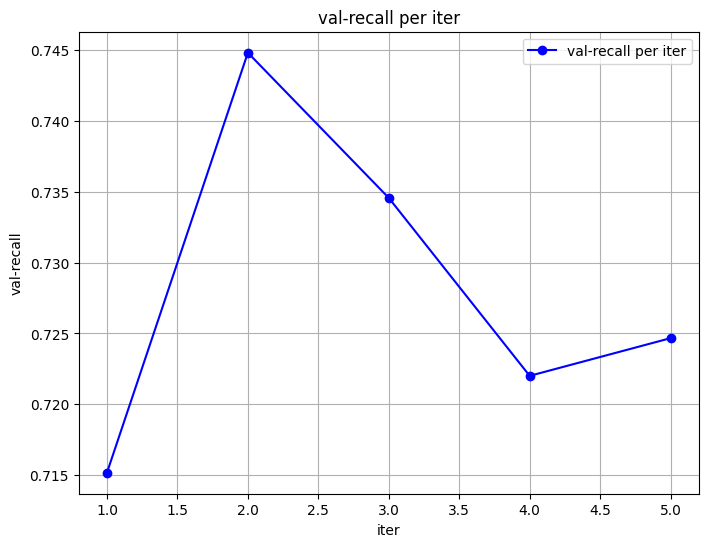 val-recall per iter
val-recall per iter
0.745
0.740
0.735
0.730
0.725
0.720
0.715
val-recall
1.0 1.5 2.0 2.5 3.0 3.5 4.0 4.5 5.0
iter